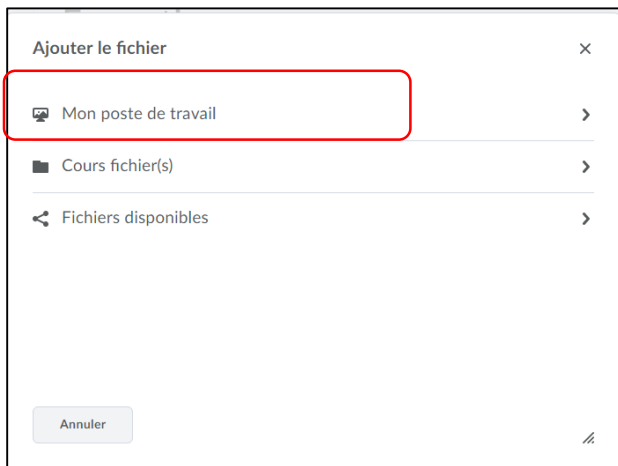 Ajouter le fichier
Mon poste de travail
Cours fichier(s)
Fichiers disponibles
Annuler